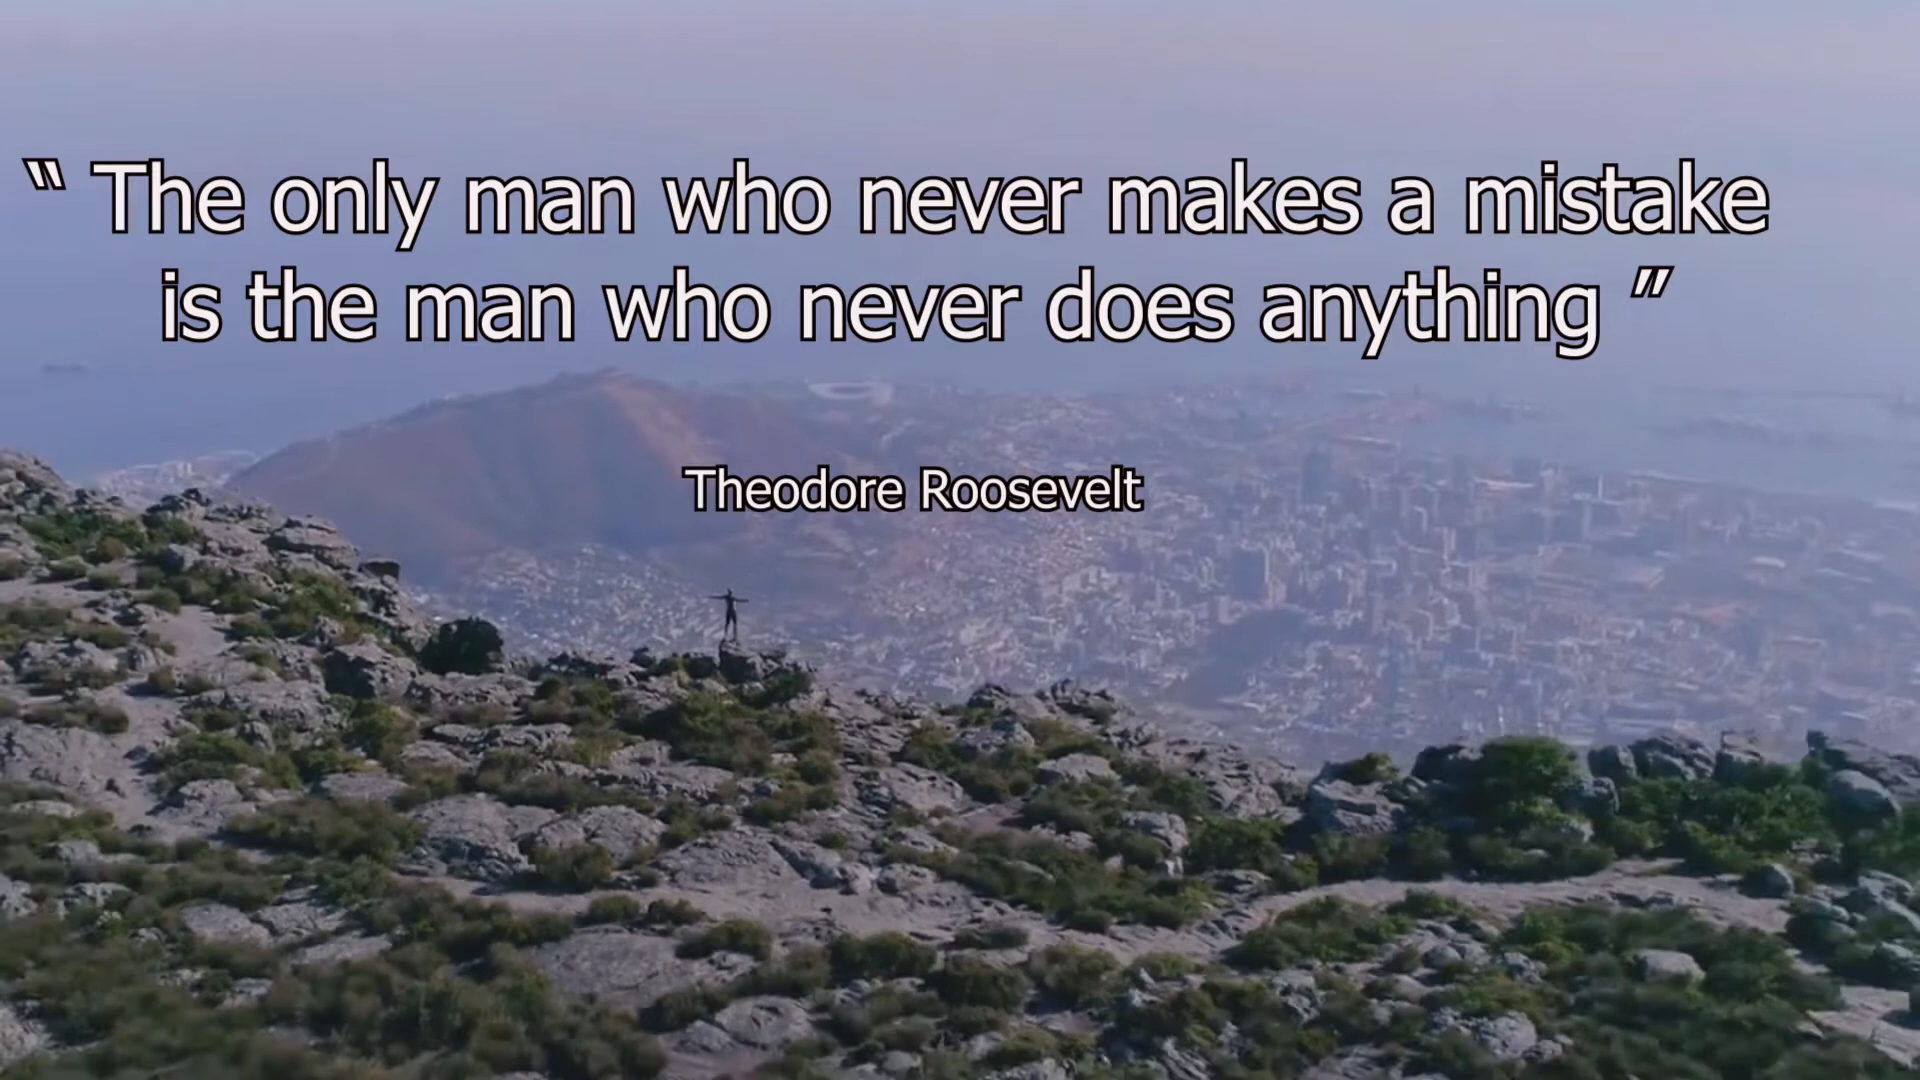 “ The only man who never makes a mistake
is the man who never does anything ”
Theodore Roosevelt